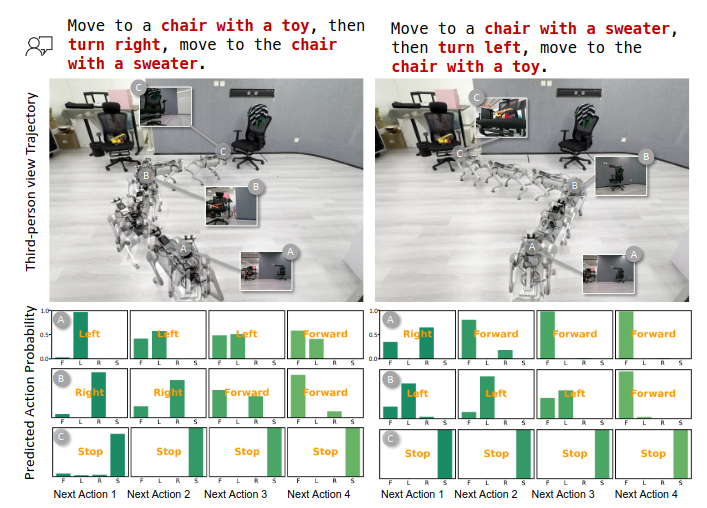 Move to a chair with a toy, then
turn right, move to the chair
with a sweater.
Move to a chair with a sweater,
then turn left, move to the
chair with a toy.
Third-person view Trajectory
C
C
B
B
A
A
C
C
B
B
A
A
Predicted Action Probability
1.0
0.5
0.0
A
Left
F L R S
Left
F L R S
Left
F L R S
Forward
F L R S
1.0
0.5
0.0
A
Right
F L R S
Forward
F L R S
Forward
F L R S
Forward
F L R S
B
Right
F L R S
Right
F L R S
Forward
F L R S
Forward
F L R S
B
Left
F L R S
Left
F L R S
Left
F L R S
Forward
F L R S
C
Stop
F L R S
Stop
F L R S
Stop
F L R S
Stop
F L R S
C
Stop
F L R S
Stop
F L R S
Stop
F L R S
Stop
F L R S
Next Action 1 Next Action 2 Next Action 3 Next Action 4
Next Action 1 Next Action 2 Next Action 3 Next Action 4